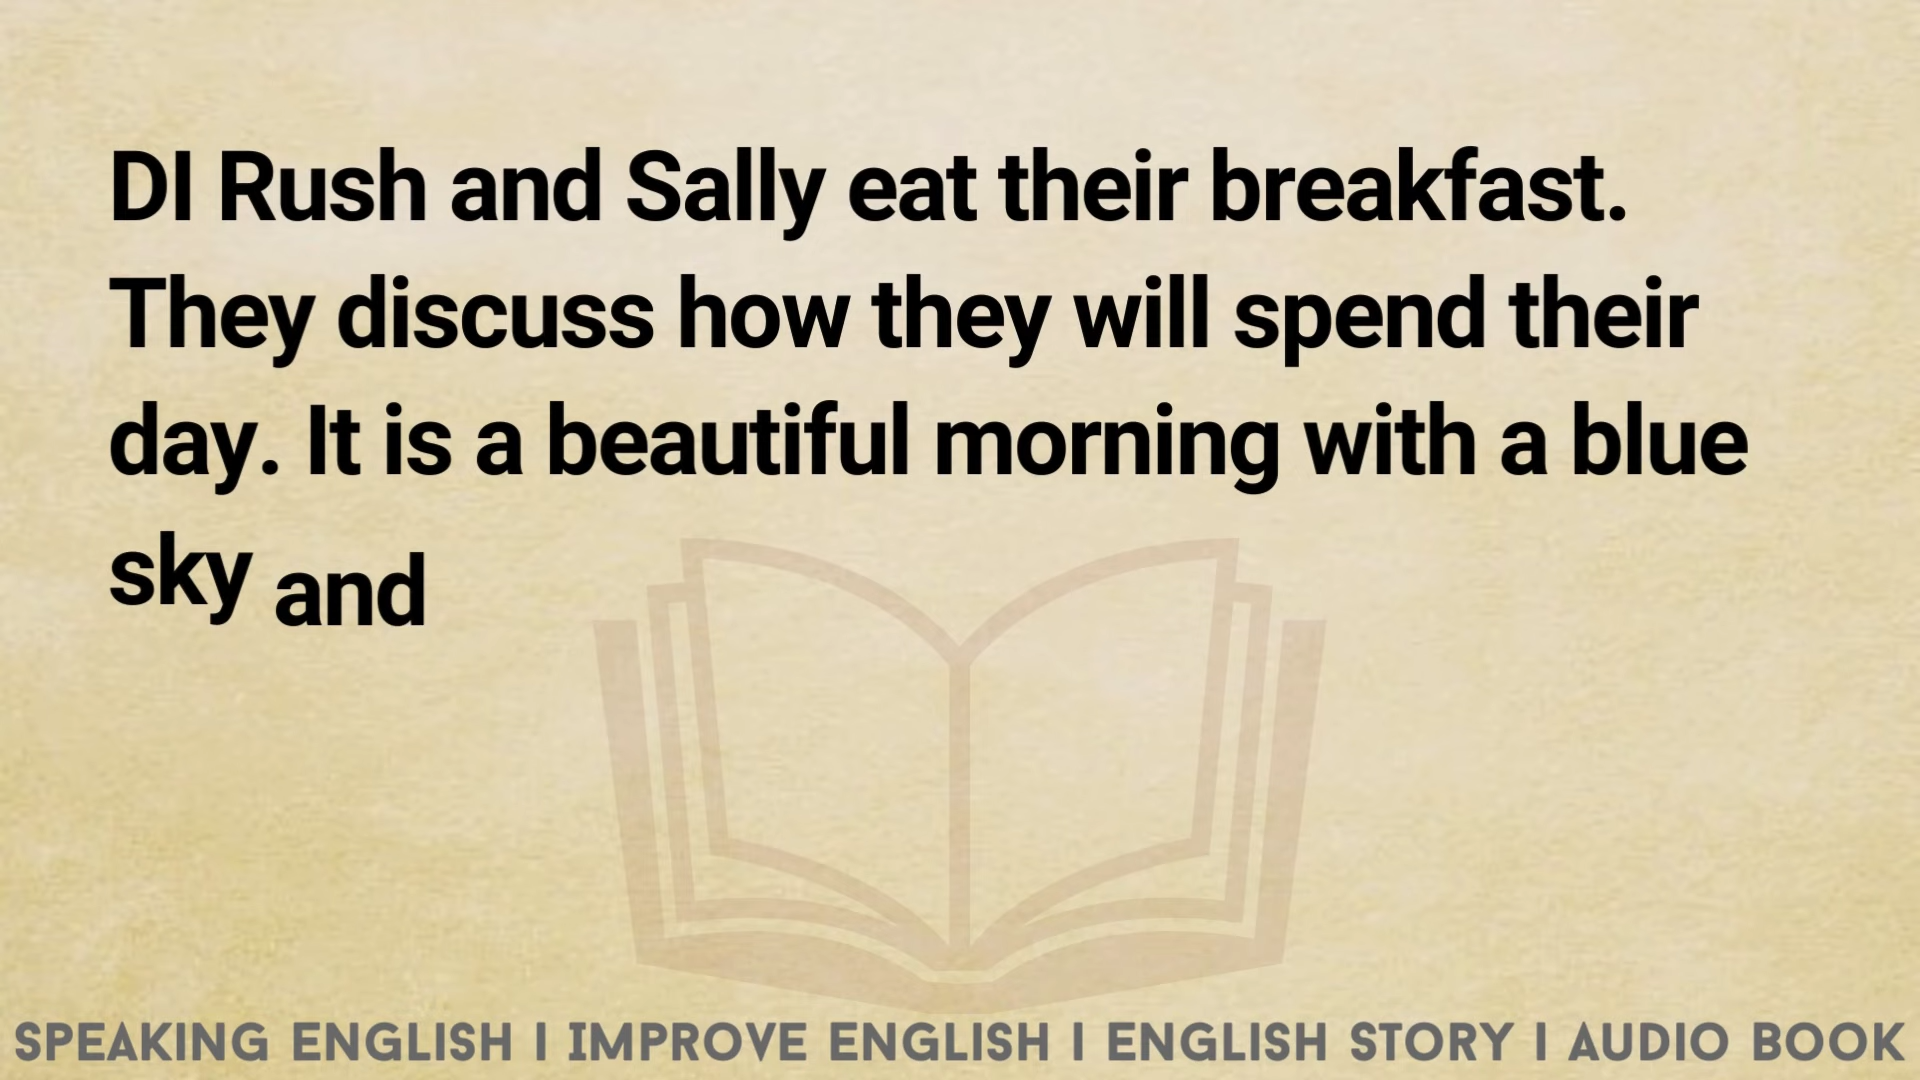 DI Rush and Sally eat their breakfast.
They discuss how they will spend their
day. It is a beautiful morning with a blue
sky and
SPEAKING ENGLISH I IMPROVE ENGLISH I ENGLISH STORY I AUDIO BOOK